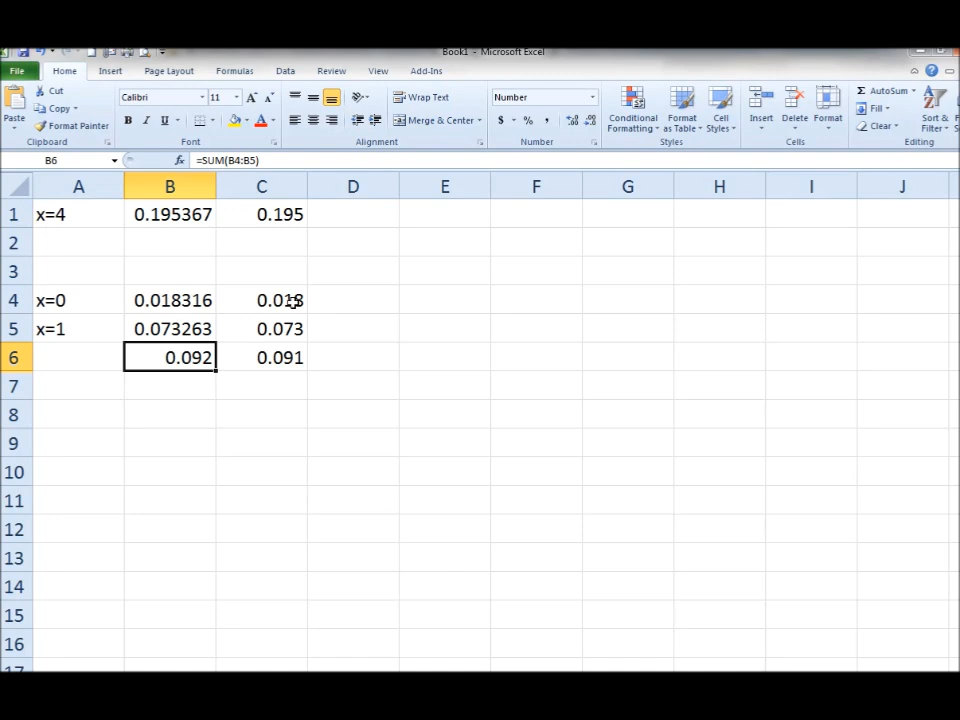 Book1 - Microsoft Excel
File Home Insert Page Layout Formulas Data Review View Add-Ins
Cut
Copy
Format Painter
Paste
Clipboard
Calibri 11
B I U
Font
Wrap Text
Merge & Center
Alignment
Number
$ % ,
Number
Conditional Formatting
Format as Table
Cell Styles
Styles
Insert Delete Format
Cells
AutoSum
Fill
Clear
Sort & Filter
Editing
B6 fx =SUM(B4:B5)
A B C D E F G H I J
1 x=4 0.195367 0.195
2
3
4 x=0 0.018316 0.018
5 x=1 0.073263 0.073
6 0.092 0.091
7
8
9
10
11
12
13
14
15
16
17